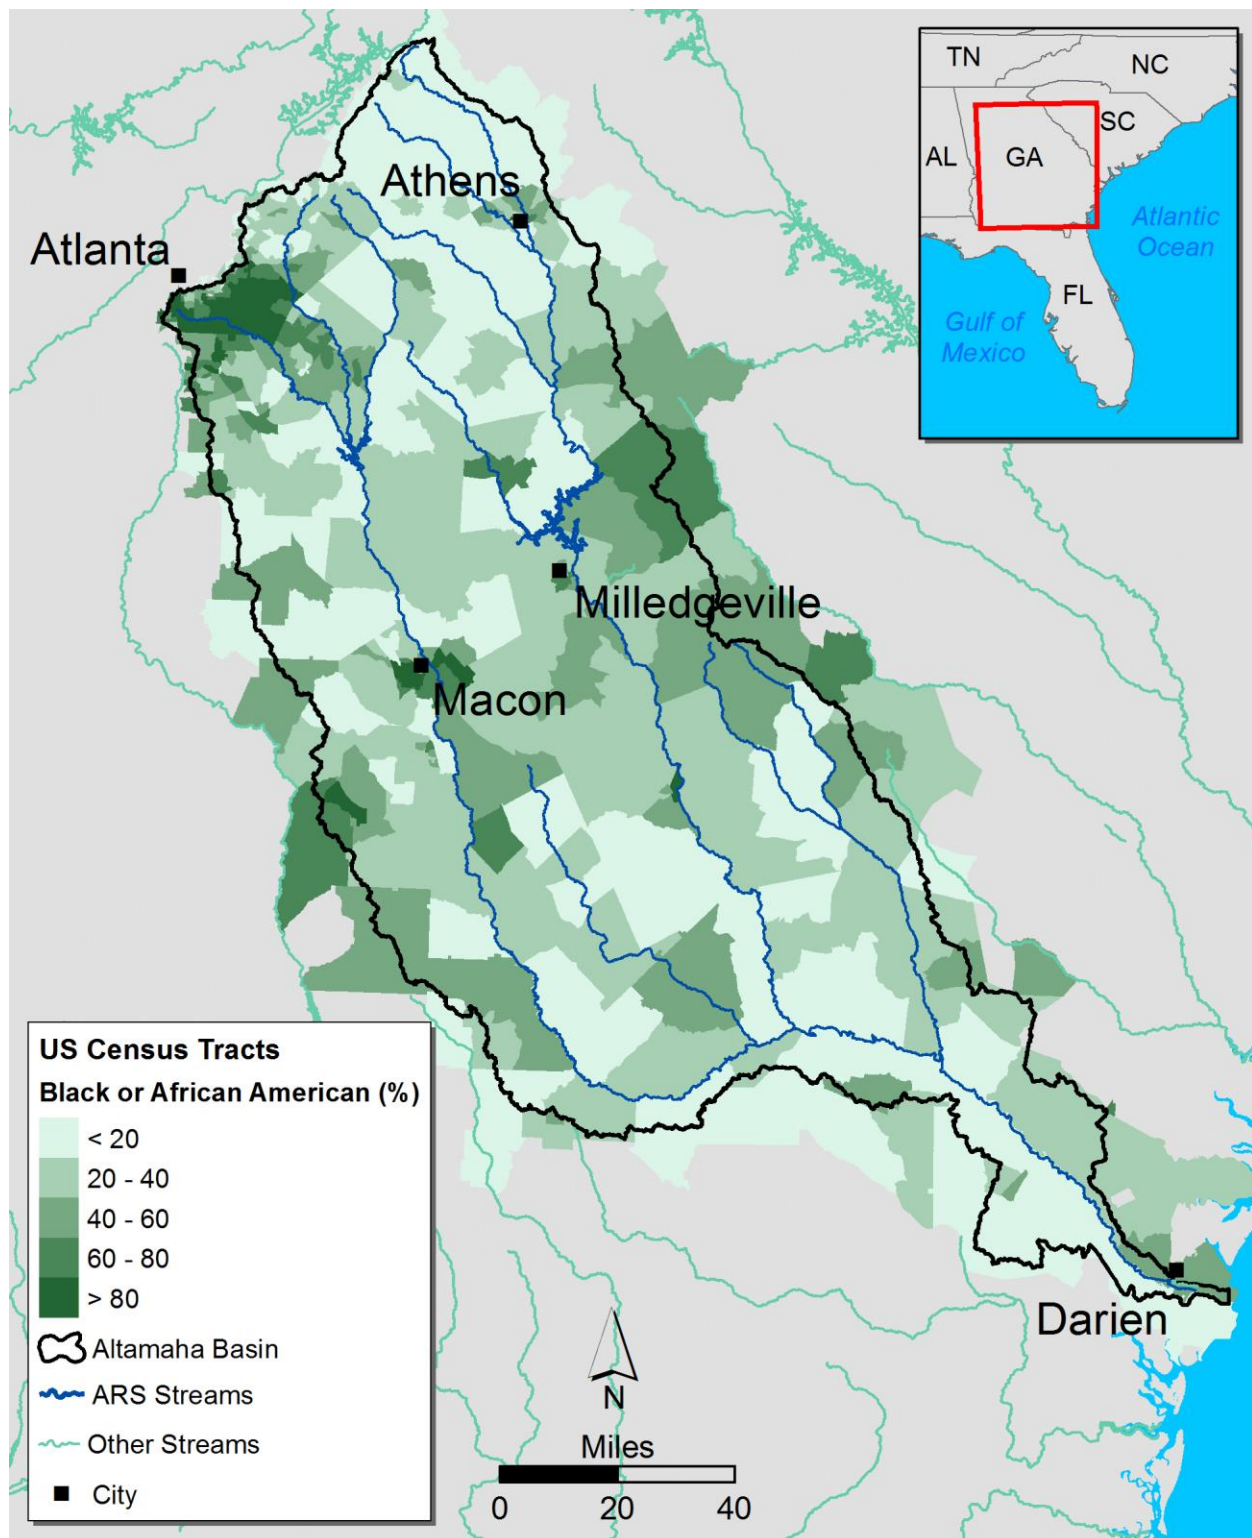 TN
NC
SC
AL
GA
Atlantic
Ocean
FL
Gulf of
Mexico
Athens
Atlanta
Milledgeville
Macon
Darien
US Census Tracts
Black or African American (%)
< 20
20 - 40
40 - 60
60 - 80
> 80
Altamaha Basin
ARS Streams
Other Streams
City
N
Miles
0 20 40